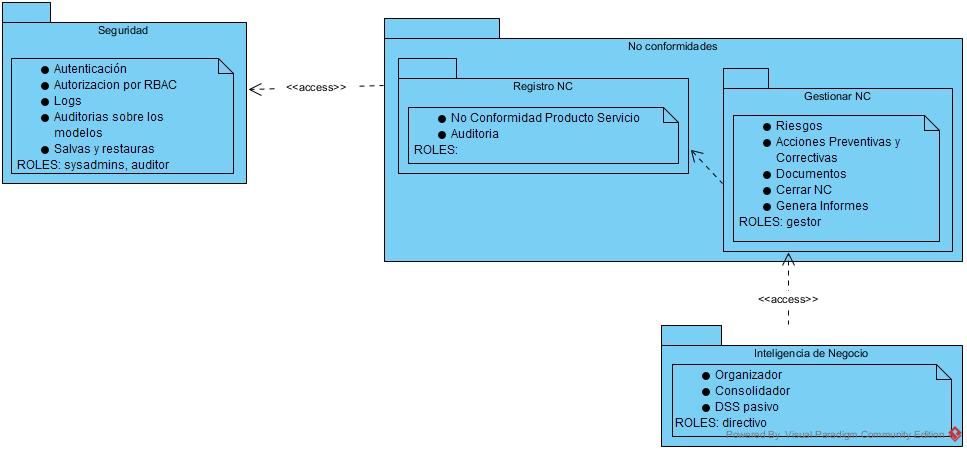 Seguridad
Autenticación
Autorizacion por RBAC
Logs
Auditorias sobre los
modelos
Salvas y restauras
ROLES: sysadmins, auditor
<<access>>
No conformidades
Registro NC
No Conformidad Producto Servicio
Auditoria
ROLES:
Gestionar NC
Riesgos
Acciones Preventivas y
Correctivas
Documentos
Cerrar NC
Genera Informes
ROLES: gestor
<<access>>
Inteligencia de Negocio
Organizador
Consolidador
DSS pasivo
ROLES: directivo
Powered By Visual Paradigm Community Edition